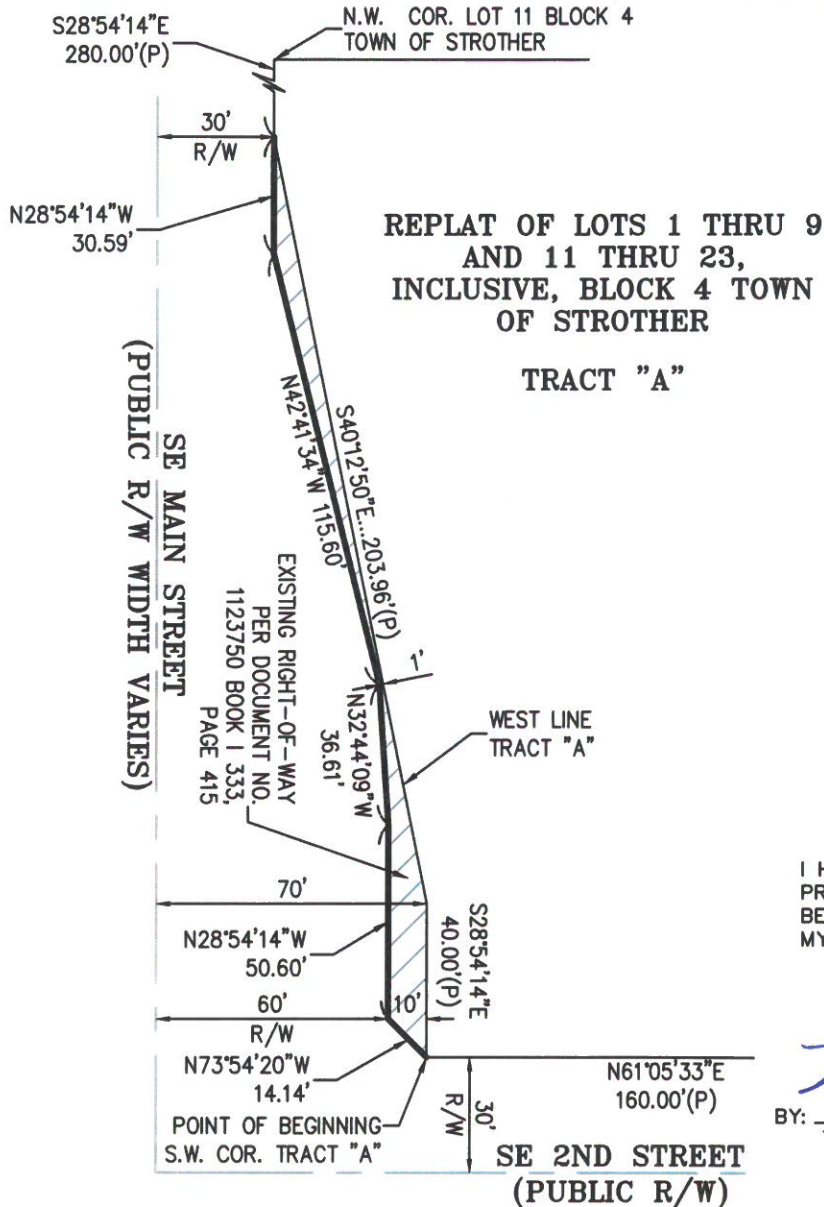 S28°54'14"E
280.00'(P)
N.W. COR. LOT 11 BLOCK 4
TOWN OF STROTHER
30'
R/W
N28°54'14"W
30.59'
REPLAT OF LOTS 1 THRU 9
AND 11 THRU 23,
INCLUSIVE, BLOCK 4 TOWN
OF STROTHER
TRACT "A"
SE MAIN STREET
(PUBLIC R/W WIDTH VARIES)
N42°41'34"W 115.60'
S40°12'50"E...203.96'(P)
EXISTING RIGHT-OF-WAY
PER DOCUMENT NO.
1123750 BOOK I 333,
PAGE 415
1'
N32°44'09"W
36.61'
WEST LINE
TRACT "A"
70'
S28°54'14"E
40.00'(P)
N28°54'14"W
50.60'
60'
R/W
10'
N73°54'20"W
14.14'
POINT OF BEGINNING
S.W. COR. TRACT "A"
30'
R/W
N61°05'33"E
160.00'(P)
SE 2ND STREET
(PUBLIC R/W)
I H
PR
BE
MY
BY: